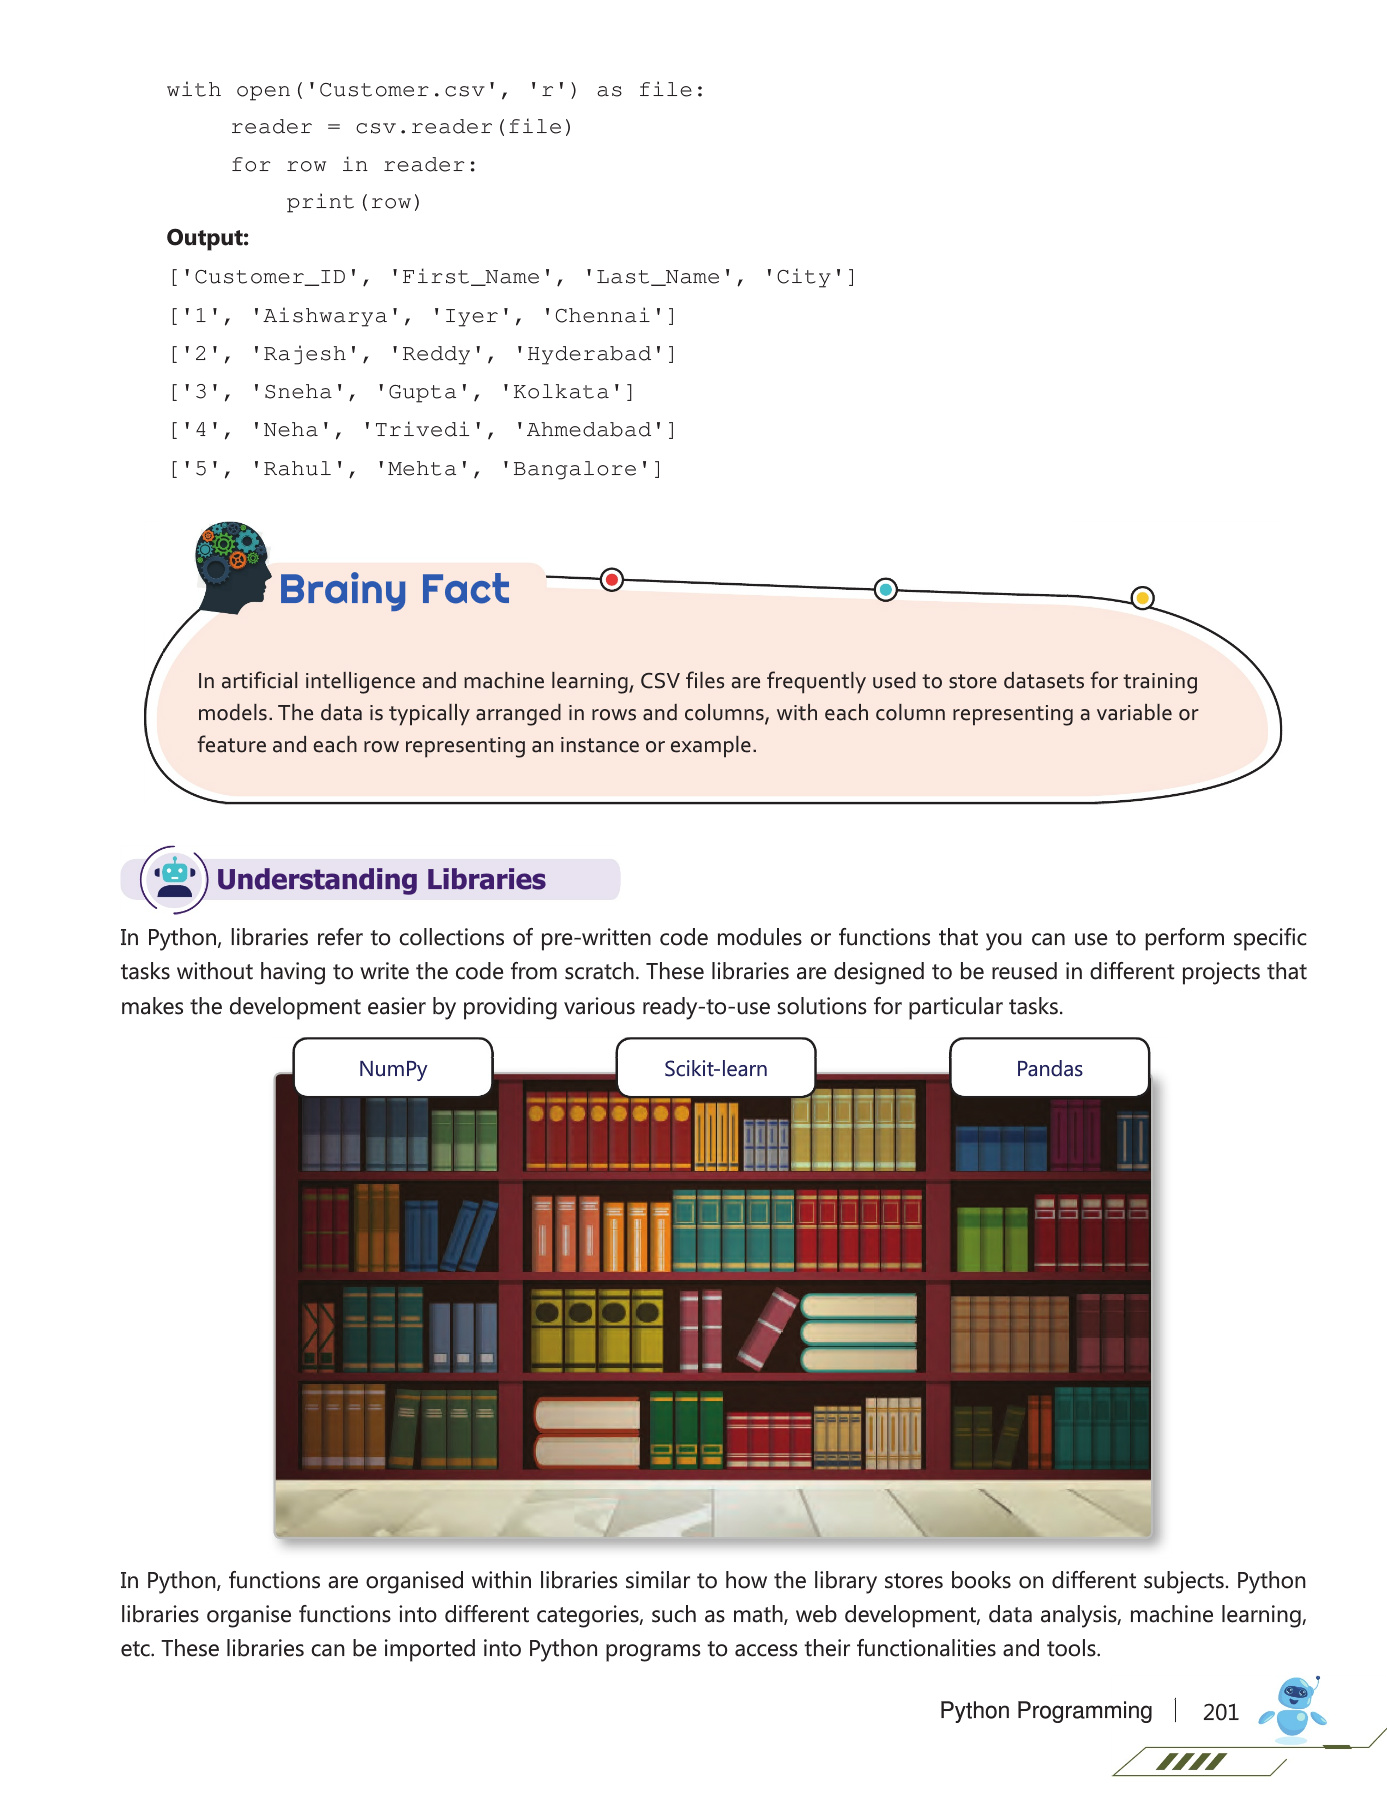 with open('Customer.csv', 'r') as file:
    reader = csv.reader(file)
    for row in reader:
        print(row)
Output:
['Customer_ID', 'First_Name', 'Last_Name', 'City']
['1', 'Aishwarya', 'Iyer', 'Chennai']
['2', 'Rajesh', 'Reddy', 'Hyderabad']
['3', 'Sneha', 'Gupta', 'Kolkata']
['4', 'Neha', 'Trivedi', 'Ahmedabad']
['5', 'Rahul', 'Mehta', 'Bangalore']
Brainy Fact
In artificial intelligence and machine learning, CSV files are frequently used to store datasets for training
models. The data is typically arranged in rows and columns, with each column representing a variable or
feature and each row representing an instance or example.
Understanding Libraries
In Python, libraries refer to collections of pre-written code modules or functions that you can use to perform specific
tasks without having to write the code from scratch. These libraries are designed to be reused in different projects that
makes the development easier by providing various ready-to-use solutions for particular tasks.
NumPy
Scikit-learn
Pandas
In Python, functions are organised within libraries similar to how the library stores books on different subjects. Python
libraries organise functions into different categories, such as math, web development, data analysis, machine learning,
etc. These libraries can be imported into Python programs to access their functionalities and tools.
Python Programming 201